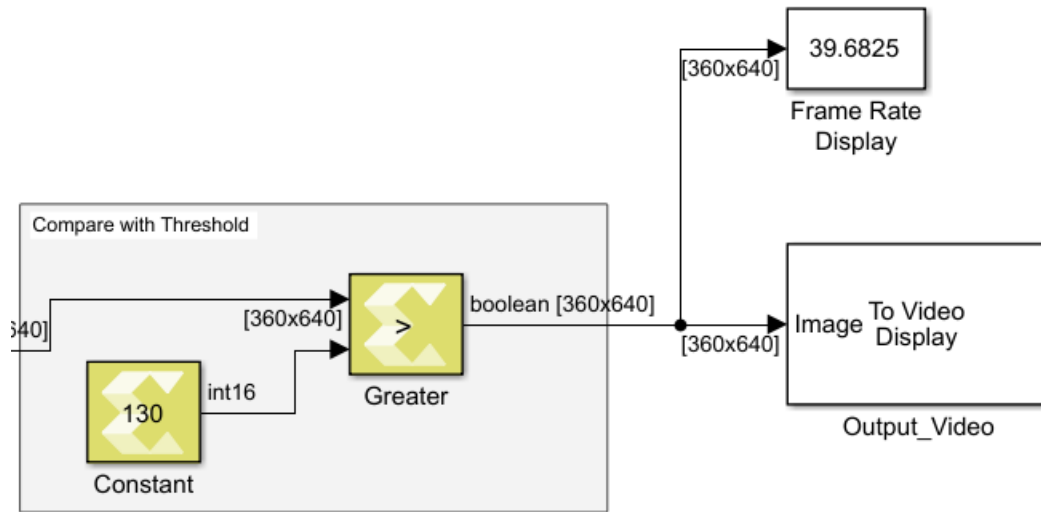 39.6825
[360x640]
Frame Rate
Display
Compare with Threshold
boolean [360x640]
640]
[360x640]
>
Image
To Video
Display
[360x640]
int16
Greater
130
Output_Video
Constant